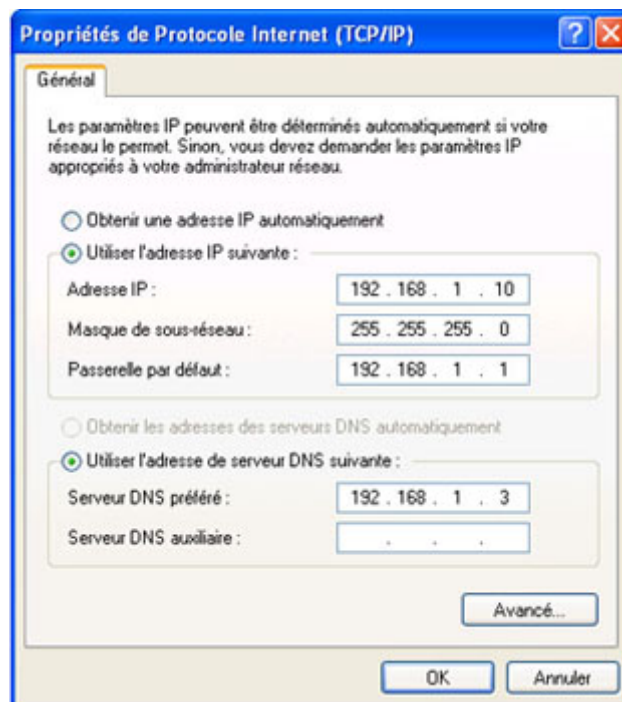 Propriétés de Protocole Internet (TCP/IP)
Général
Les paramètres IP peuvent être déterminés automatiquement si votre
réseau le permet. Sinon, vous devez demander les paramètres IP
appropriés à votre administrateur réseau.
Obtenir une adresse IP automatiquement
Utiliser l'adresse IP suivante :
Adresse IP : 192 . 168 . 1 . 10
Masque de sous-réseau : 255 . 255 . 255 . 0
Passerelle par défaut : 192 . 168 . 1 . 1
Obtenir les adresses des serveurs DNS automatiquement
Utiliser l'adresse de serveur DNS suivante :
Serveur DNS préféré : 192 . 168 . 1 . 3
Serveur DNS auxiliaire : . . .
Avancé...
OK Annuler